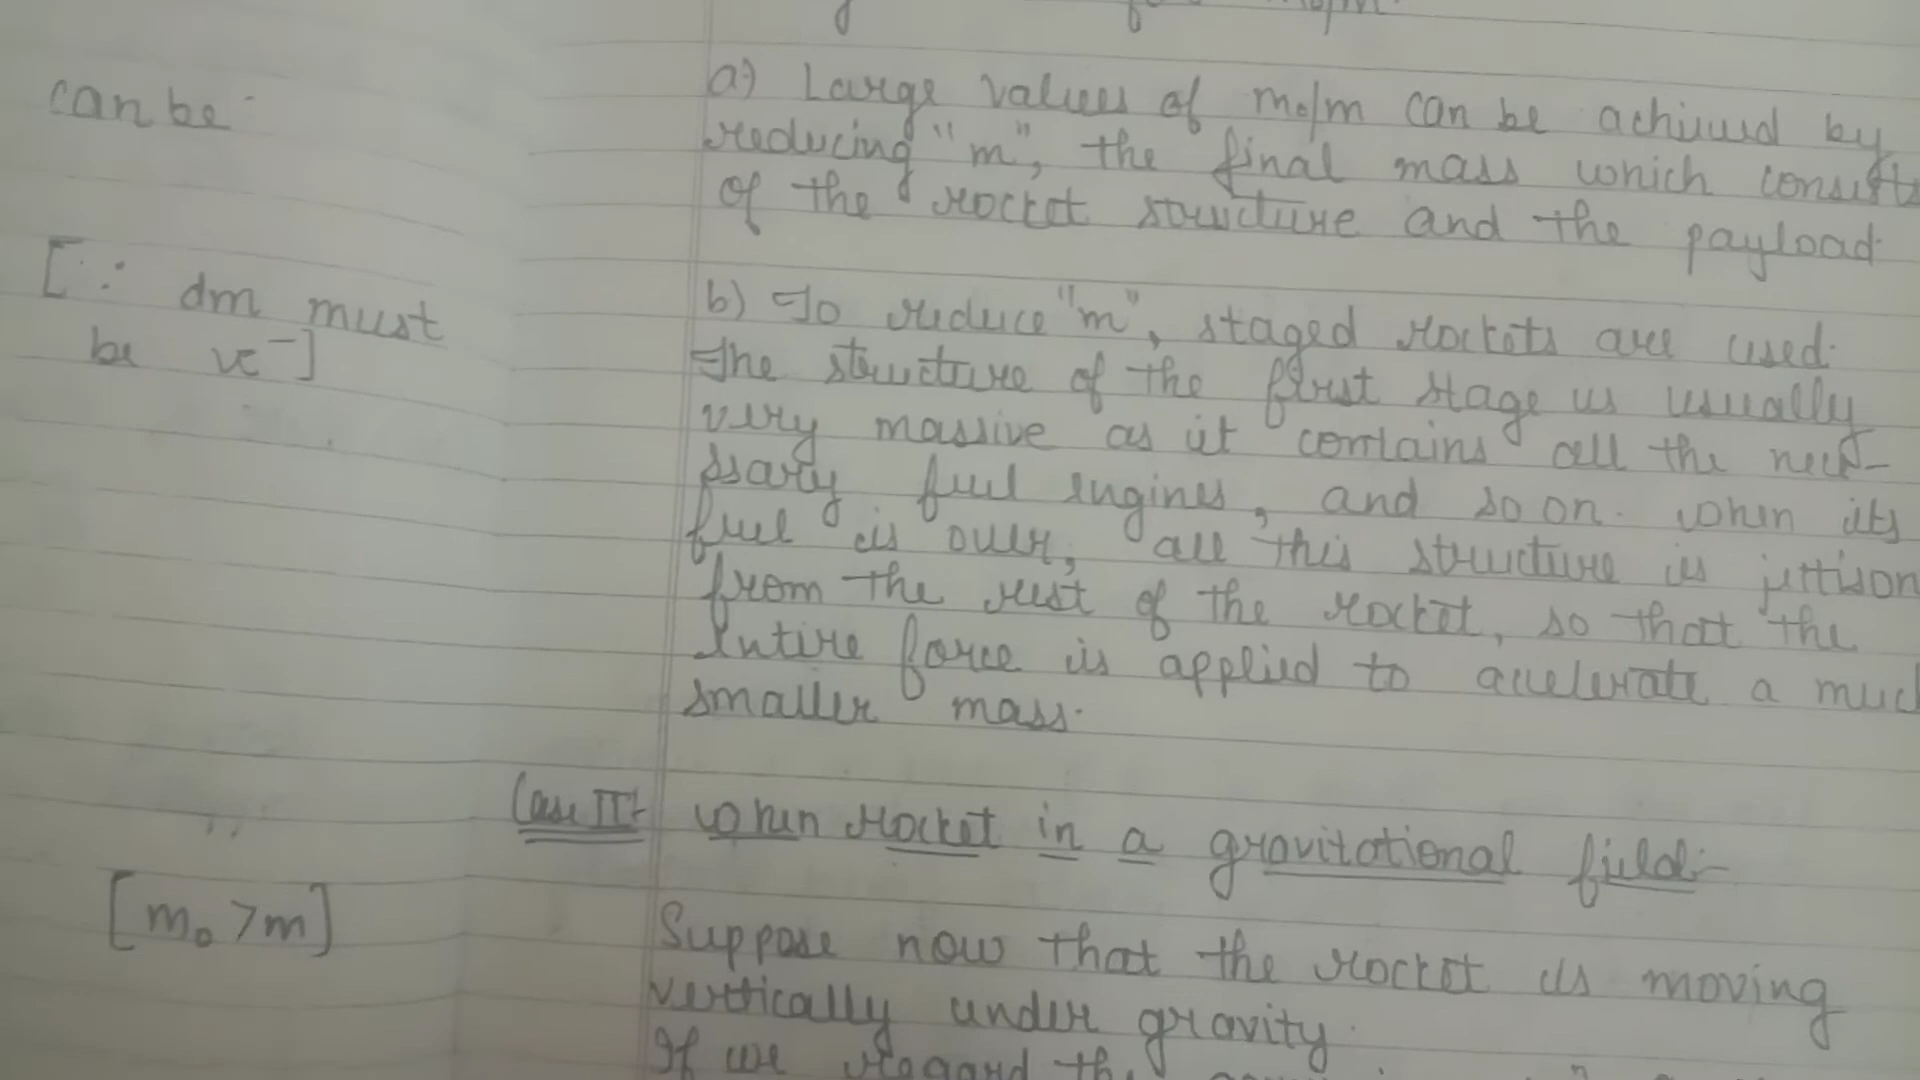 can be
[∵ dm must
be ve⁻]
[m₀ > m]
a) Large values of m₀/m can be achieved by
reducing "m", the final mass which consists
of the rocket structure and the payload.
b) To reduce "m", staged rockets are used.
The structure of the first stage is usually
very massive as it contains all the nece-
ssary fuel engines, and so on. When its
fuel is over, all this structure is jettison
from the rest of the rocket, so that the
entire force is applied to accelerate a muc
smaller mass.
Case II:- When rocket in a gravitational field:-
Suppose now that the rocket is moving
vertically under gravity.
If we regard